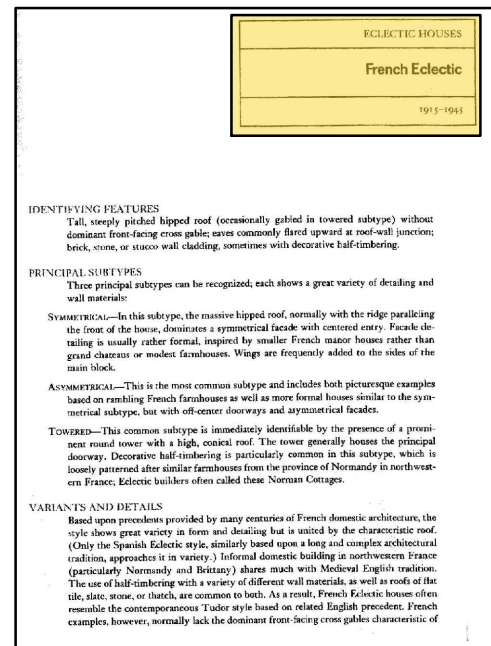 ECLECTIC HOUSES
French Eclectic
1915–1945
IDENTIFYING FEATURES
Tall, steeply pitched hipped roof (occasionally gabled in towered subtype) without
dominant front-facing cross gable; eaves commonly flared upward at roof-wall junction;
brick, stone, or stucco wall cladding, sometimes with decorative half-timbering.
PRINCIPAL SUBTYPES
Three principal subtypes can be recognized; each shows a great variety of detailing and
wall materials:
SYMMETRICAL—In this subtype, the massive hipped roof, normally with the ridge paralleling
the front of the house, dominates a symmetrical facade with centered entry. Facade de-
tailing is usually rather formal, inspired by smaller French manor houses rather than
grand chateaus or modest farmhouses. Wings are frequently added to the sides of the
main block.
ASYMMETRICAL—This is the most common subtype and includes both picturesque examples
based on rambling French farmhouses as well as more formal houses similar to the sym-
metrical subtype, but with off-center doorways and asymmetrical facades.
TOWERED—This common subtype is immediately identifiable by the presence of a promi-
nent round tower with a high, conical roof. The tower generally houses the principal
doorway. Decorative half-timbering is particularly common in this subtype, which is
loosely patterned after similar farmhouses from the province of Normandy in northwest-
ern France; Eclectic builders often called these Norman Cottages.
VARIANTS AND DETAILS
Based upon precedents provided by many centuries of French domestic architecture, the
style shows great variety in form and detailing but is united by the characteristic roof.
(Only the Spanish Eclectic style, similarly based upon a long and complex architectural
tradition, approaches it in variety.) Informal domestic building in northwestern France
(particularly Normandy and Brittany) shares much with Medieval English tradition.
The use of half-timbering with a variety of different wall materials, as well as roofs of flat
tile, slate, stone, or thatch, are common to both. As a result, French Eclectic houses often
resemble the contemporaneous Tudor style based on related English precedent. French
examples, however, normally lack the dominant front-facing cross gables characteristic of